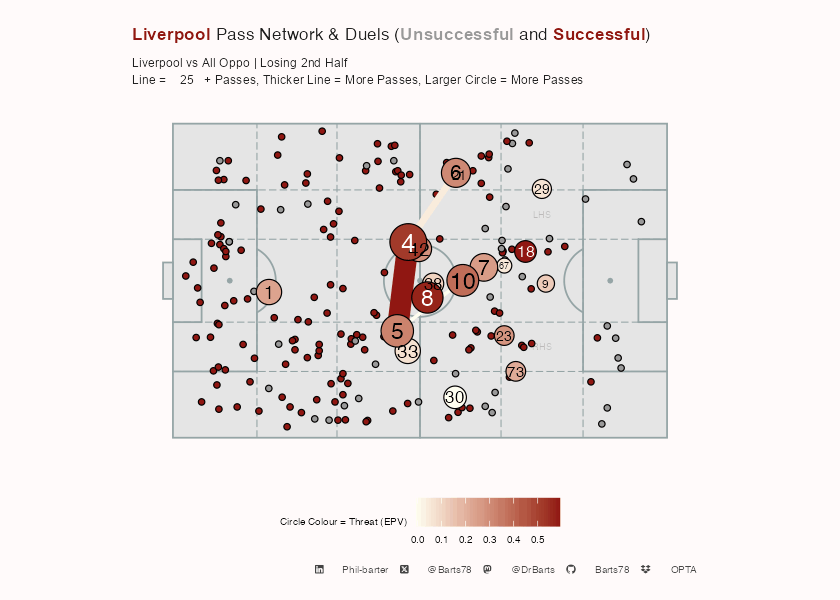 Liverpool Pass Network & Duels (Unsuccessful and Successful)
Liverpool vs All Oppo | Losing 2nd Half
Line = 25 + Passes, Thicker Line = More Passes, Larger Circle = More Passes
6
29
LHS
4
42
18
7
67
1
38
10
9
8
5
33
23
HS
73
30
Circle Colour = Threat (EPV)
0.0 0.1 0.2 0.3 0.4 0.5
Phil-barter @Barts78 @DrBarts Barts78 OPTA